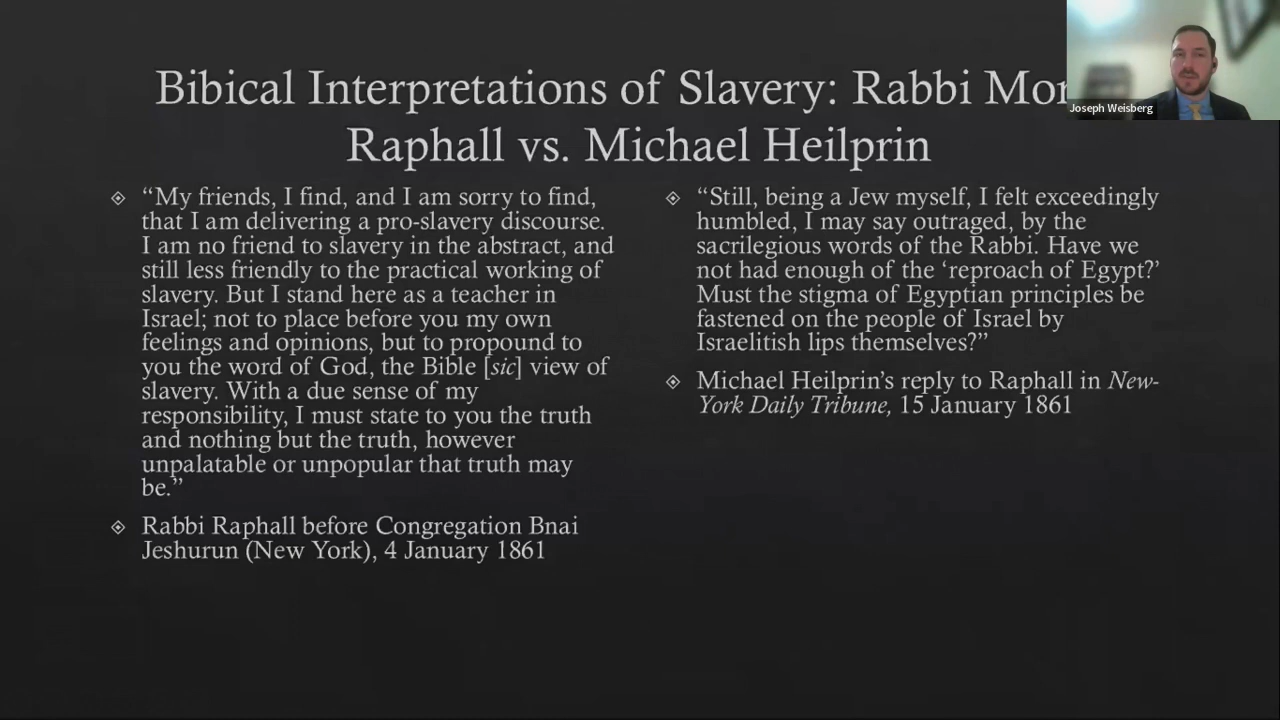 Bibical Interpretations of Slavery: Rabbi
Raphall vs. Michael Heilprin
Joseph Weisberg
“My friends, I find, and I am sorry to find,
that I am delivering a pro-slavery discourse.
I am no friend to slavery in the abstract, and
still less friendly to the practical working of
slavery. But I stand here as a teacher in
Israel; not to place before you my own
feelings and opinions, but to propound to
you the word of God, the Bible [sic] view of
slavery. With a due sense of my
responsibility, I must state to you the truth
and nothing but the truth, however
unpalatable or unpopular that truth may
be.”
Rabbi Raphall before Congregation Bnai
Jeshurun (New York), 4 January 1861
“Still, being a Jew myself, I felt exceedingly
humbled, I may say outraged, by the
sacrilegious words of the Rabbi. Have we
not had enough of the ‘reproach of Egypt?’
Must the stigma of Egyptian principles be
fastened on the people of Israel by
Israelitish lips themselves?”
Michael Heilprin’s reply to Raphall in New-
York Daily Tribune, 15 January 1861